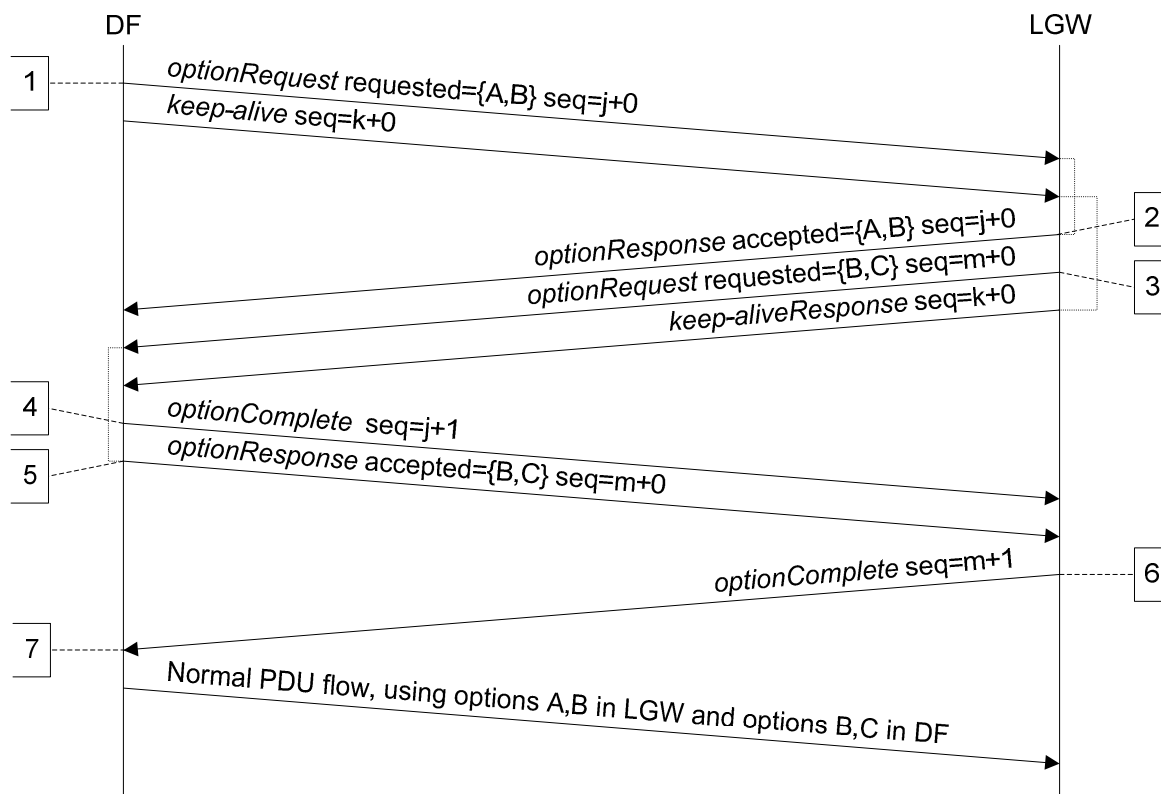 DF
LGW
1
optionRequest requested={A,B} seq=j+0
keep-alive seq=k+0
2
optionResponse accepted={A,B} seq=j+0
optionRequest requested={B,C} seq=m+0
3
keep-aliveResponse seq=k+0
4
optionComplete seq=j+1
5
optionResponse accepted={B,C} seq=m+0
optionComplete seq=m+1
6
7
Normal PDU flow, using options A,B in LGW and options B,C in DF